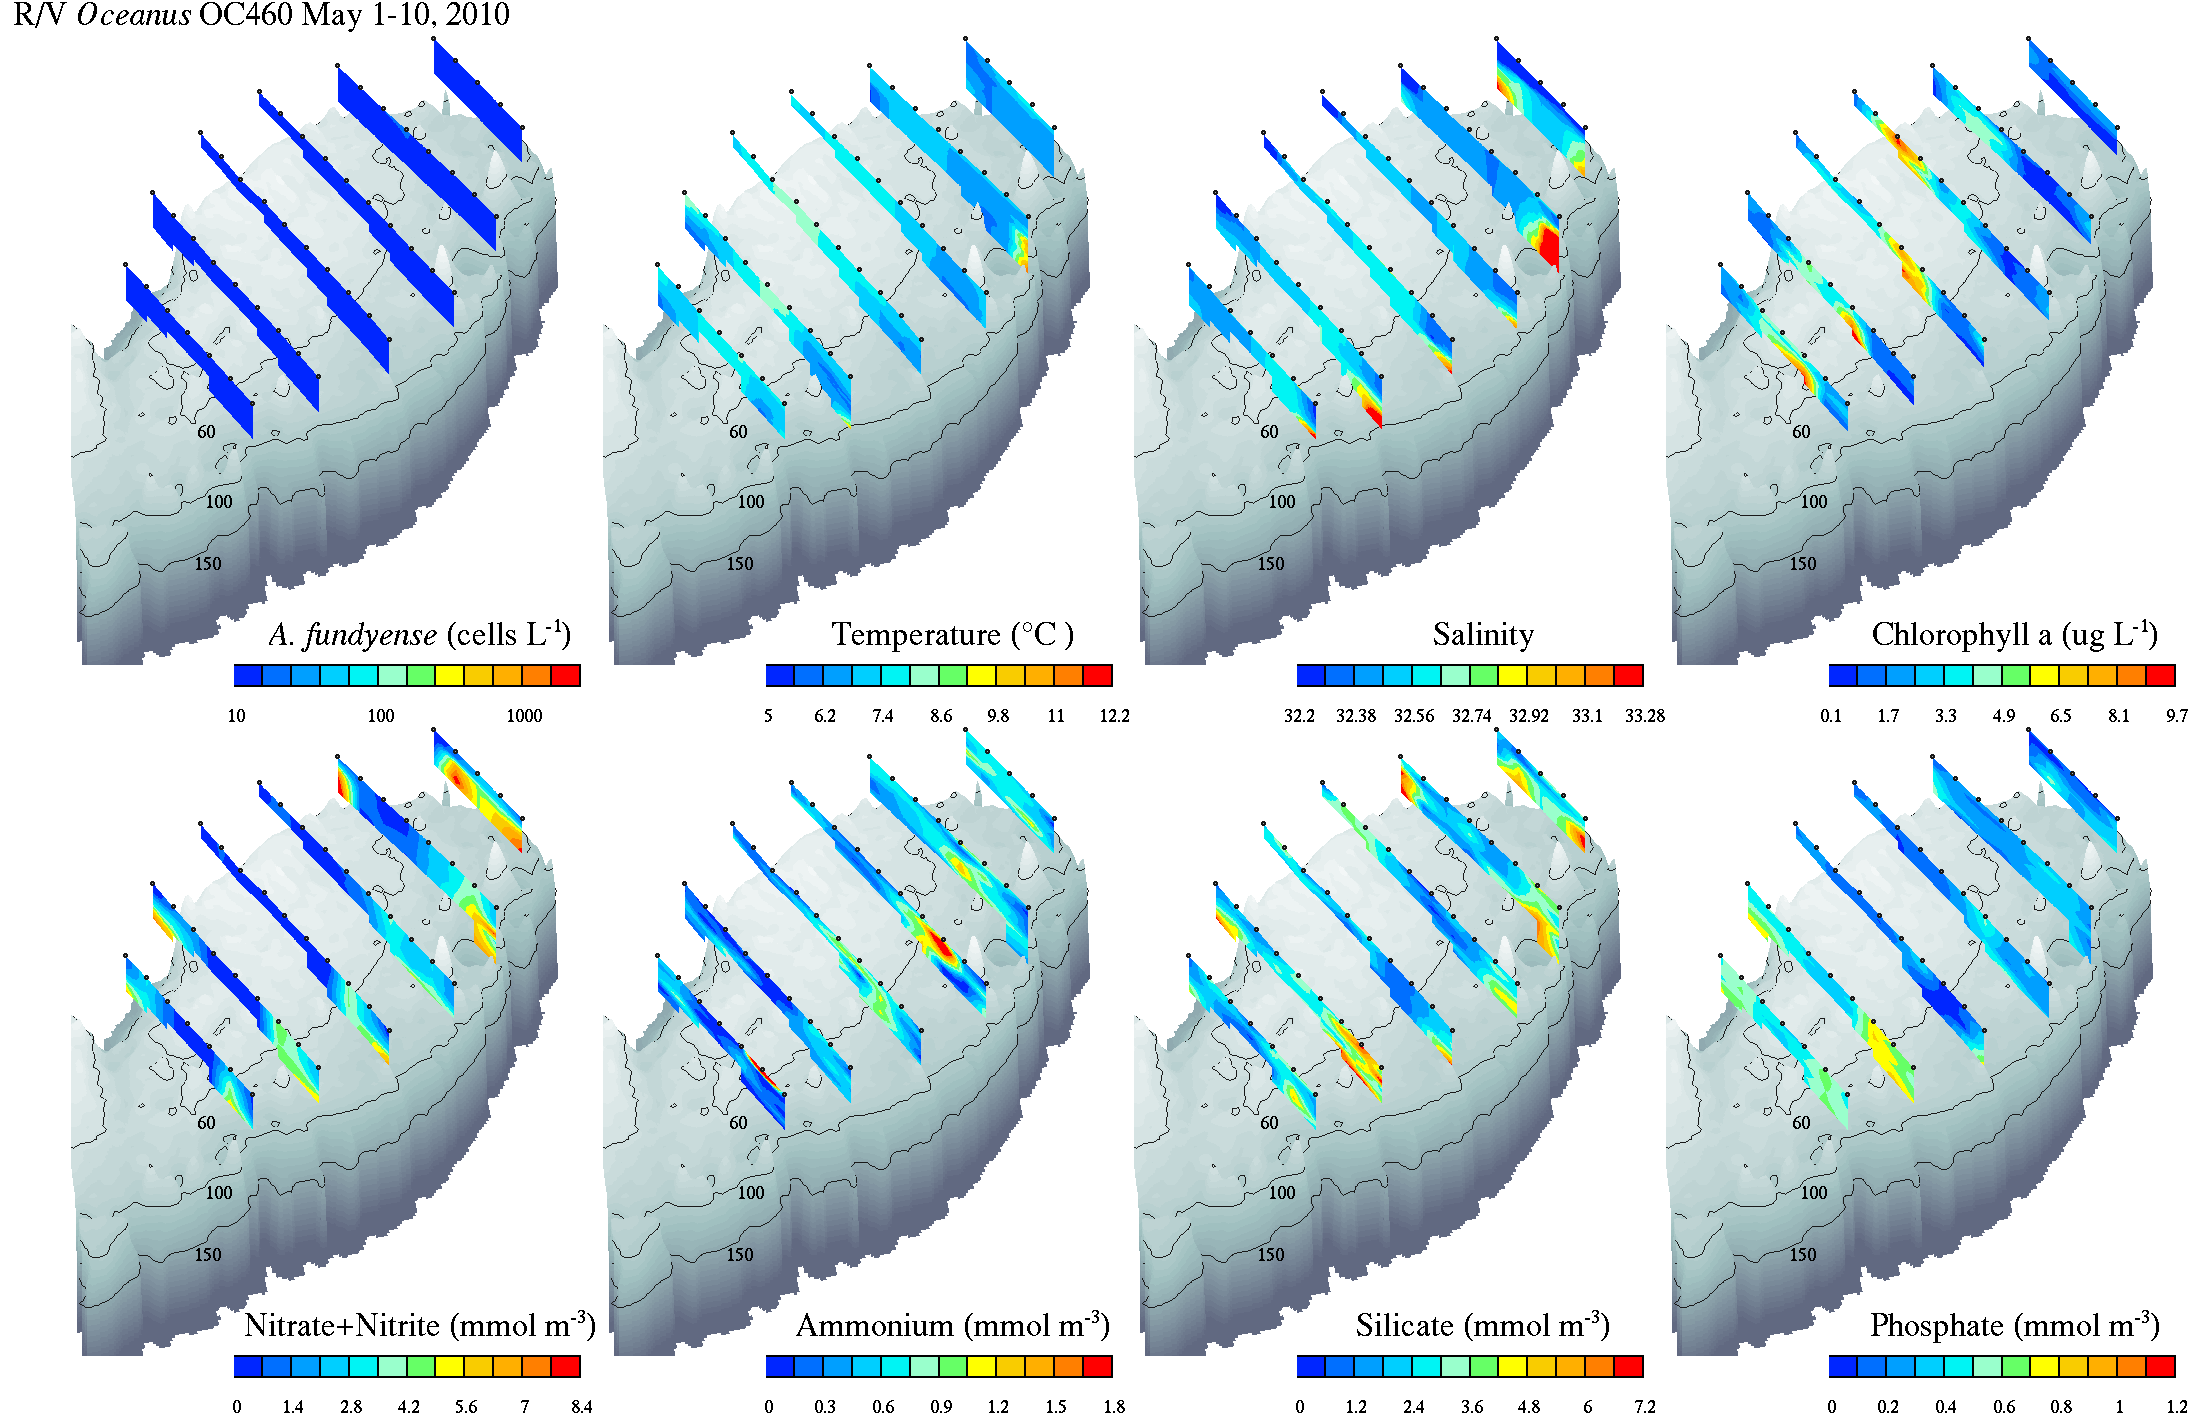 R/V Oceanus OC460 May 1-10, 2010
60
100
150
A. fundyense (cells L-1)
10 100 1000
60
100
150
Temperature (°C )
5 6.2 7.4 8.6 9.8 11 12.2
60
100
150
Salinity
32.2 32.38 32.56 32.74 32.92 33.1 33.28
60
100
150
Chlorophyll a (ug L-1)
0.1 1.7 3.3 4.9 6.5 8.1 9.7
60
100
150
Nitrate+Nitrite (mmol m-3)
0 1.4 2.8 4.2 5.6 7 8.4
60
100
150
Ammonium (mmol m-3)
0 0.3 0.6 0.9 1.2 1.5 1.8
60
100
150
Silicate (mmol m-3)
0 1.2 2.4 3.6 4.8 6 7.2
60
100
150
Phosphate (mmol m-3)
0 0.2 0.4 0.6 0.8 1 1.2